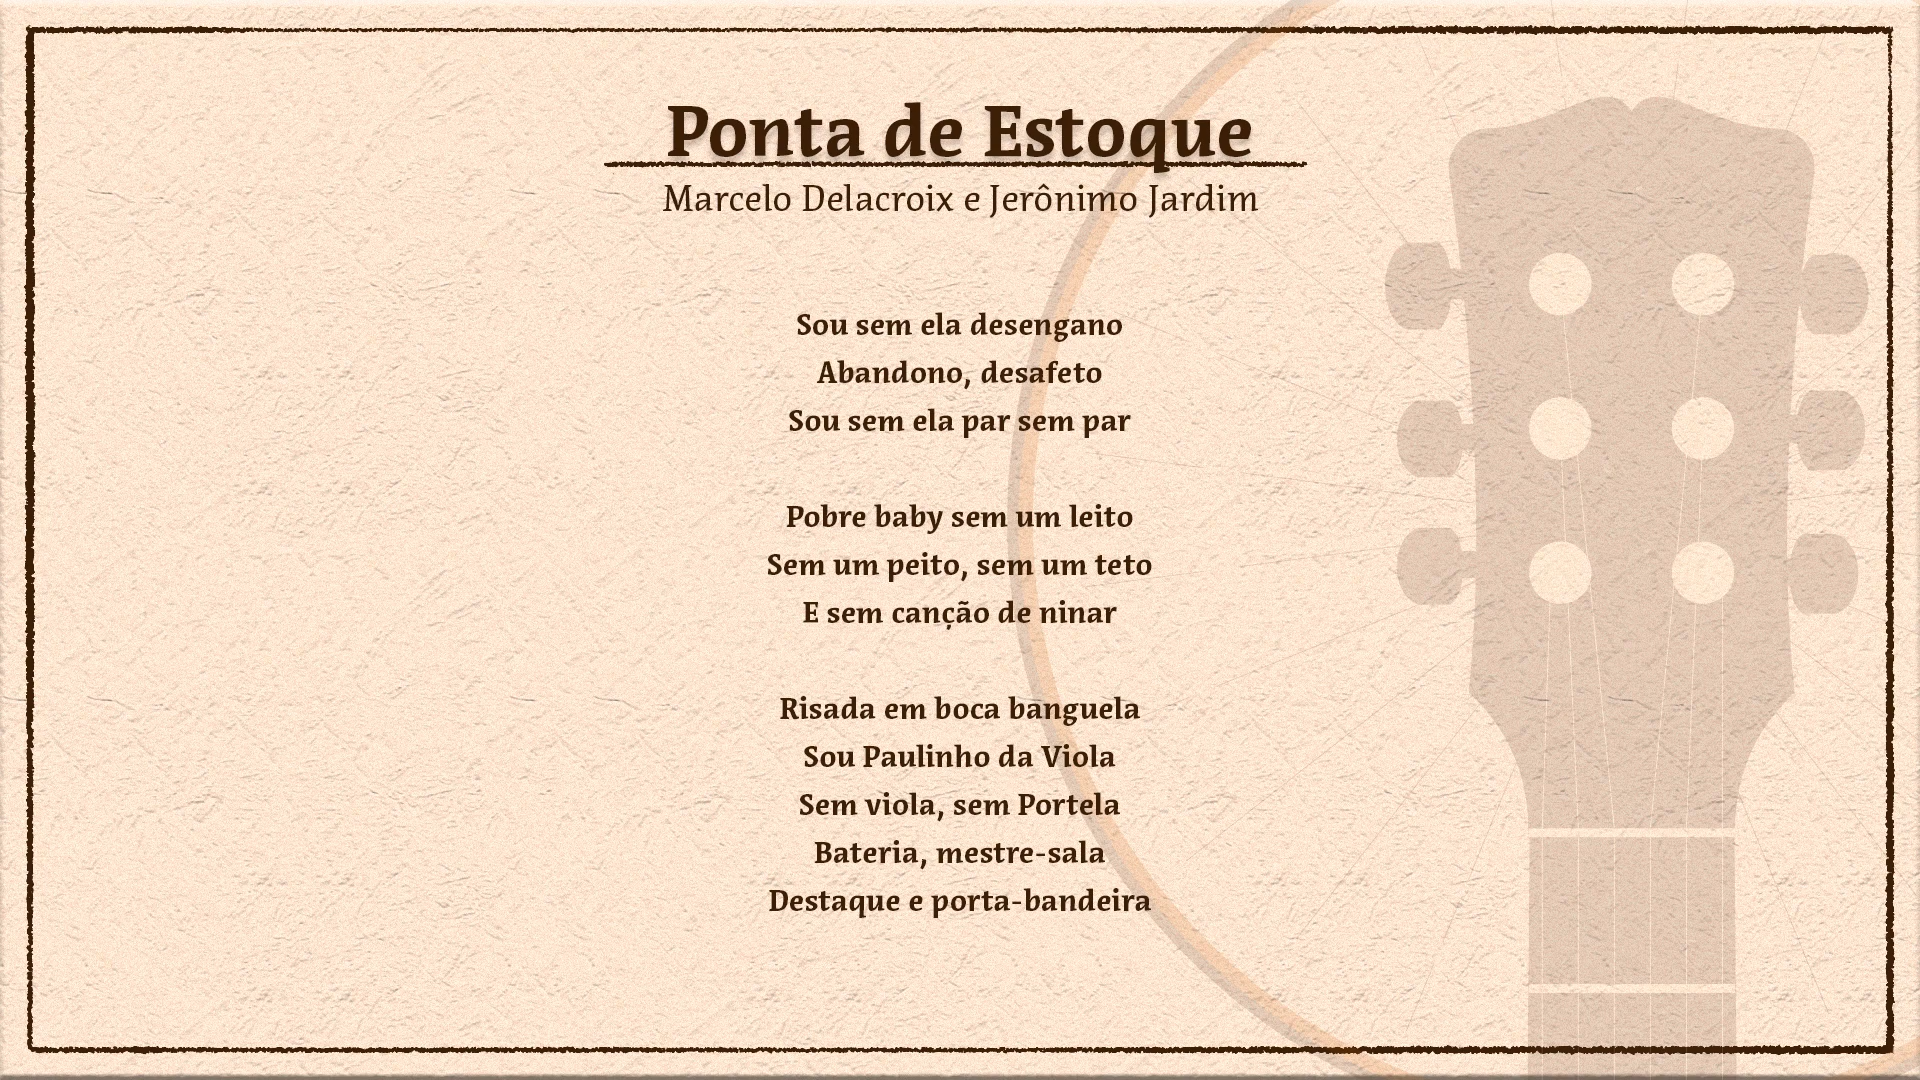 Ponta de Estoque
Marcelo Delacroix e Jerônimo Jardim
Sou sem ela desengano
Abandono, desafeto
Sou sem ela par sem par
Pobre baby sem um leito
Sem um peito, sem um teto
E sem canção de ninar
Risada em boca banguela
Sou Paulinho da Viola
Sem viola, sem Portela
Bateria, mestre-sala
Destaque e porta-bandeira